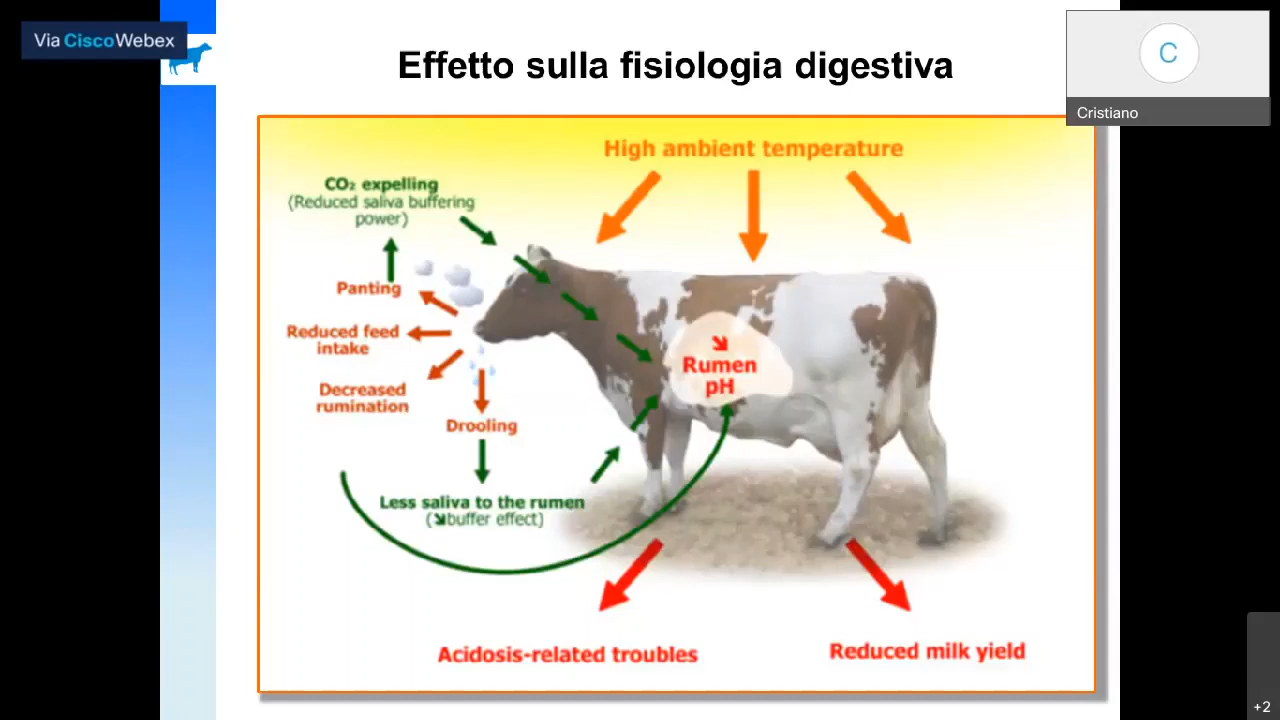 Via CiscoWebex
Effetto sulla fisiologia digestiva
C
Cristiano
High ambient temperature
CO₂ expelling
(Reduced saliva buffering
power)
Panting
Reduced feed
intake
Decreased
rumination
Drooling
Less saliva to the rumen
(↘buffer effect)
↘
Rumen
pH
Acidosis-related troubles
Reduced milk yield
+2